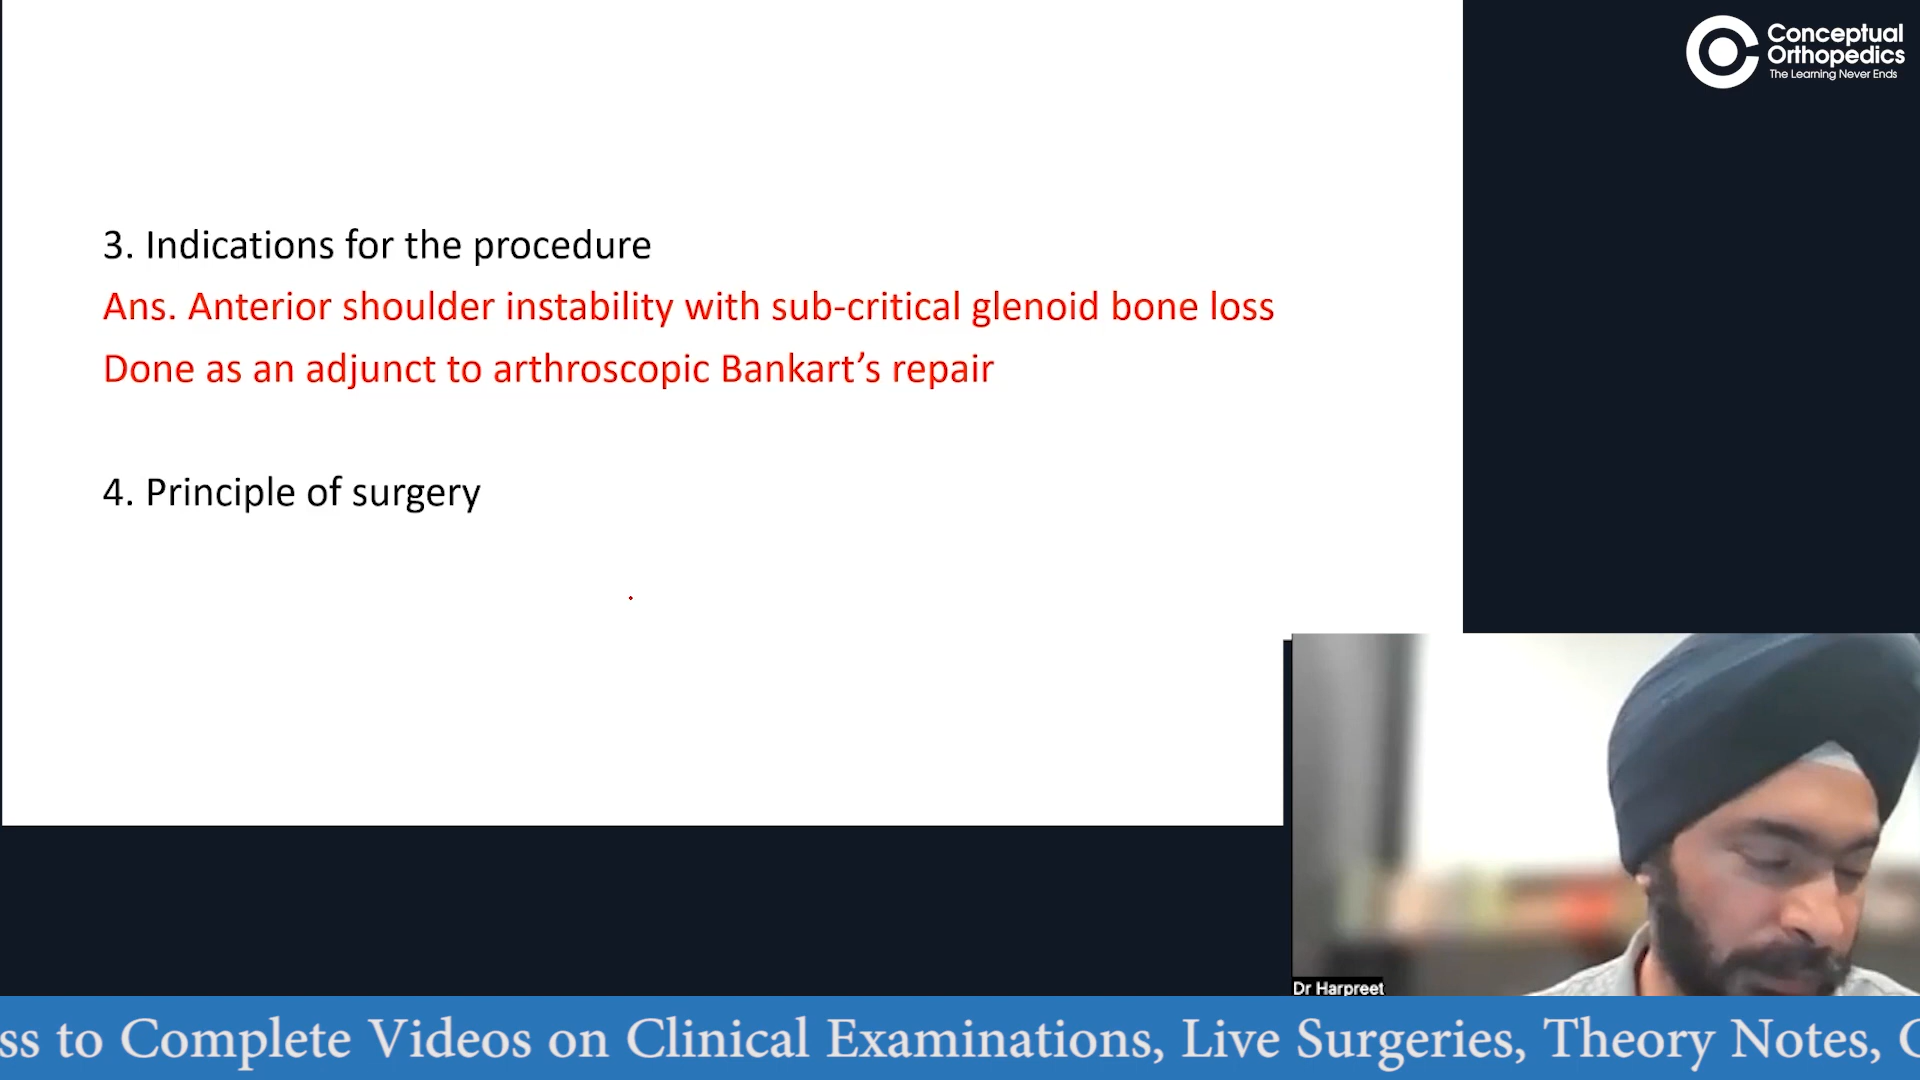 Conceptual
Orthopedics
The Learning Never Ends
3. Indications for the procedure
Ans. Anterior shoulder instability with sub-critical glenoid bone loss
Done as an adjunct to arthroscopic Bankart’s repair
4. Principle of surgery
Dr Harpreet
ss to Complete Videos on Clinical Examinations, Live Surgeries, Theory Notes,